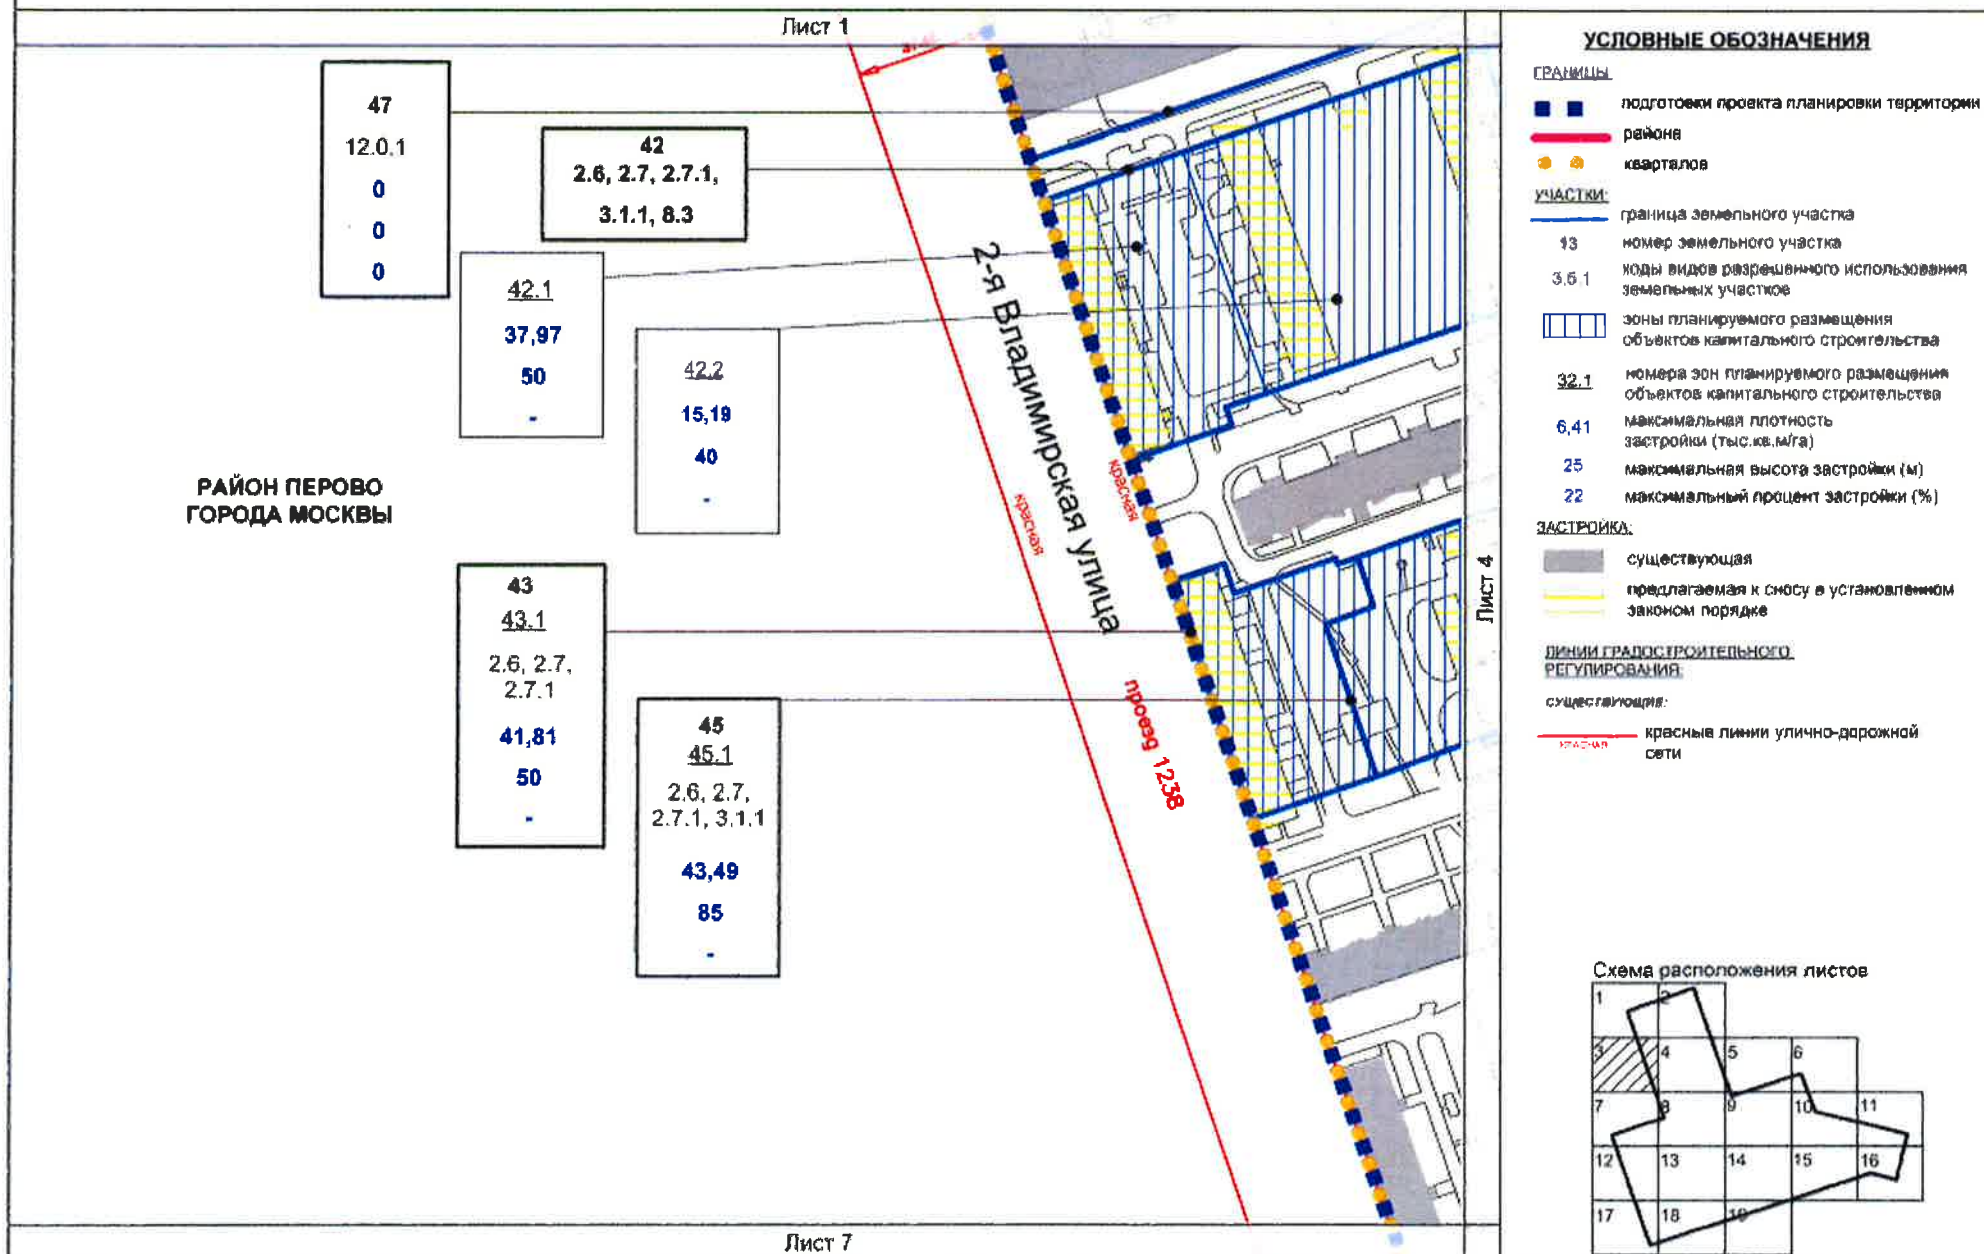 Лист 1
47
12.0.1
0
0
0
42
2.6, 2.7, 2.7.1,
3.1.1, 8.3
42.1
37,97
50
-
42.2
15,19
40
-
РАЙОН ПЕРОВО
ГОРОДА МОСКВЫ
43
43.1
2.6, 2.7,
2.7.1
41,81
50
-
45
45.1
2.6, 2.7,
2.7.1, 3.1.1
43,49
85
-
2-я Владимирская улица
красная
красная
проезд 1238
Лист 4
Лист 7
УСЛОВНЫЕ ОБОЗНАЧЕНИЯ
ГРАНИЦЫ
подготовки проекта планировки территории
района
кварталов
УЧАСТКИ:
граница земельного участка
13 номер земельного участка
3.5.1 коды видов разрешенного использования
земельных участков
зоны планируемого размещения
объектов капитального строительства
32.1 номера зон планируемого размещения
объектов капитального строительства
6,41 максимальная плотность
застройки (тыс.кв.м/га)
25 максимальная высота застройки (м)
22 максимальный процент застройки (%)
ЗАСТРОЙКА:
существующая
предлагаемая к сносу в установленном
законом порядке
ЛИНИИ ГРАДОСТРОИТЕЛЬНОГО
РЕГУЛИРОВАНИЯ:
существующие:
КРАСНАЯ красные линии улично-дорожной
сети
Схема расположения листов
1 2
3 4 5 6
7 8 9 10 11
12 13 14 15 16
17 18 19